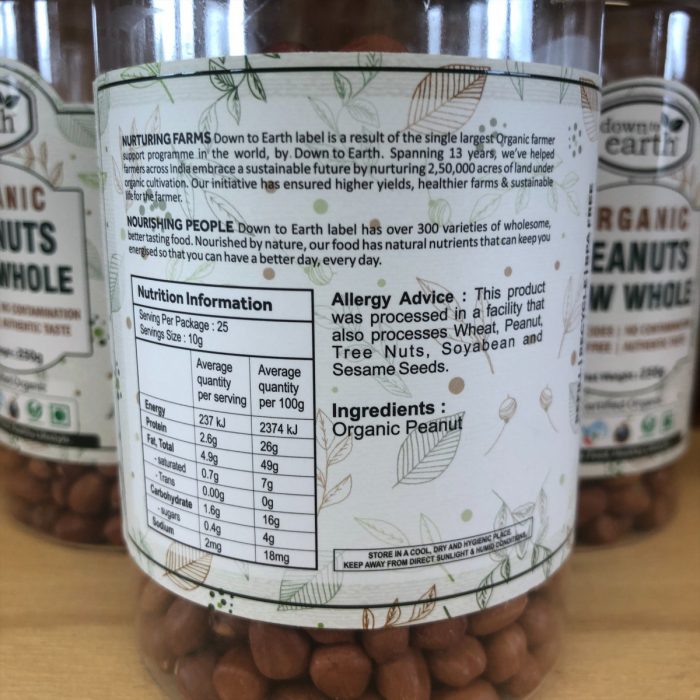 NURTURING FARMS Down to Earth label is a result of the single largest Organic farmer
support programme in the world, by Down to Earth. Spanning 13 years, we've helped
farmers across India embrace a sustainable future by nurturing 2,50,000 acres of land under
organic cultivation. Our initiative has ensured higher yields, healthier farms & sustainable
life for the farmer.
NOURISHING PEOPLE Down to Earth label has over 300 varieties of wholesome,
better tasting food. Nourished by nature, our food has natural nutrients that can keep you
energised so that you can have a better day, every day.
Nutrition Information
Serving Per Package : 25
Servings Size : 10g
Average quantity per serving Average quantity per 100g
Energy 237 kJ 2374 kJ
Protein 2.6g 26g
Fat, Total 4.9g 49g
- saturated 0.7g 7g
- Trans 0.00g 0g
Carbohydrate 1.6g 16g
- sugars 0.4g 4g
Sodium 2mg 18mg
Allergy Advice : This product
was processed in a facility that
also processes Wheat, Peanut,
Tree Nuts, Soyabean and
Sesame Seeds.
Ingredients :
Organic Peanut
STORE IN A COOL, DRY AND HYGIENIC PLACE.
KEEP AWAY FROM DIRECT SUNLIGHT & HUMID CONDITIONS.
down to
earth
RGANIC
EANUTS
W WHOLE
ANIC
NUTS
WHOLE
NO CONTAMINATION
AUTHENTIC TASTE